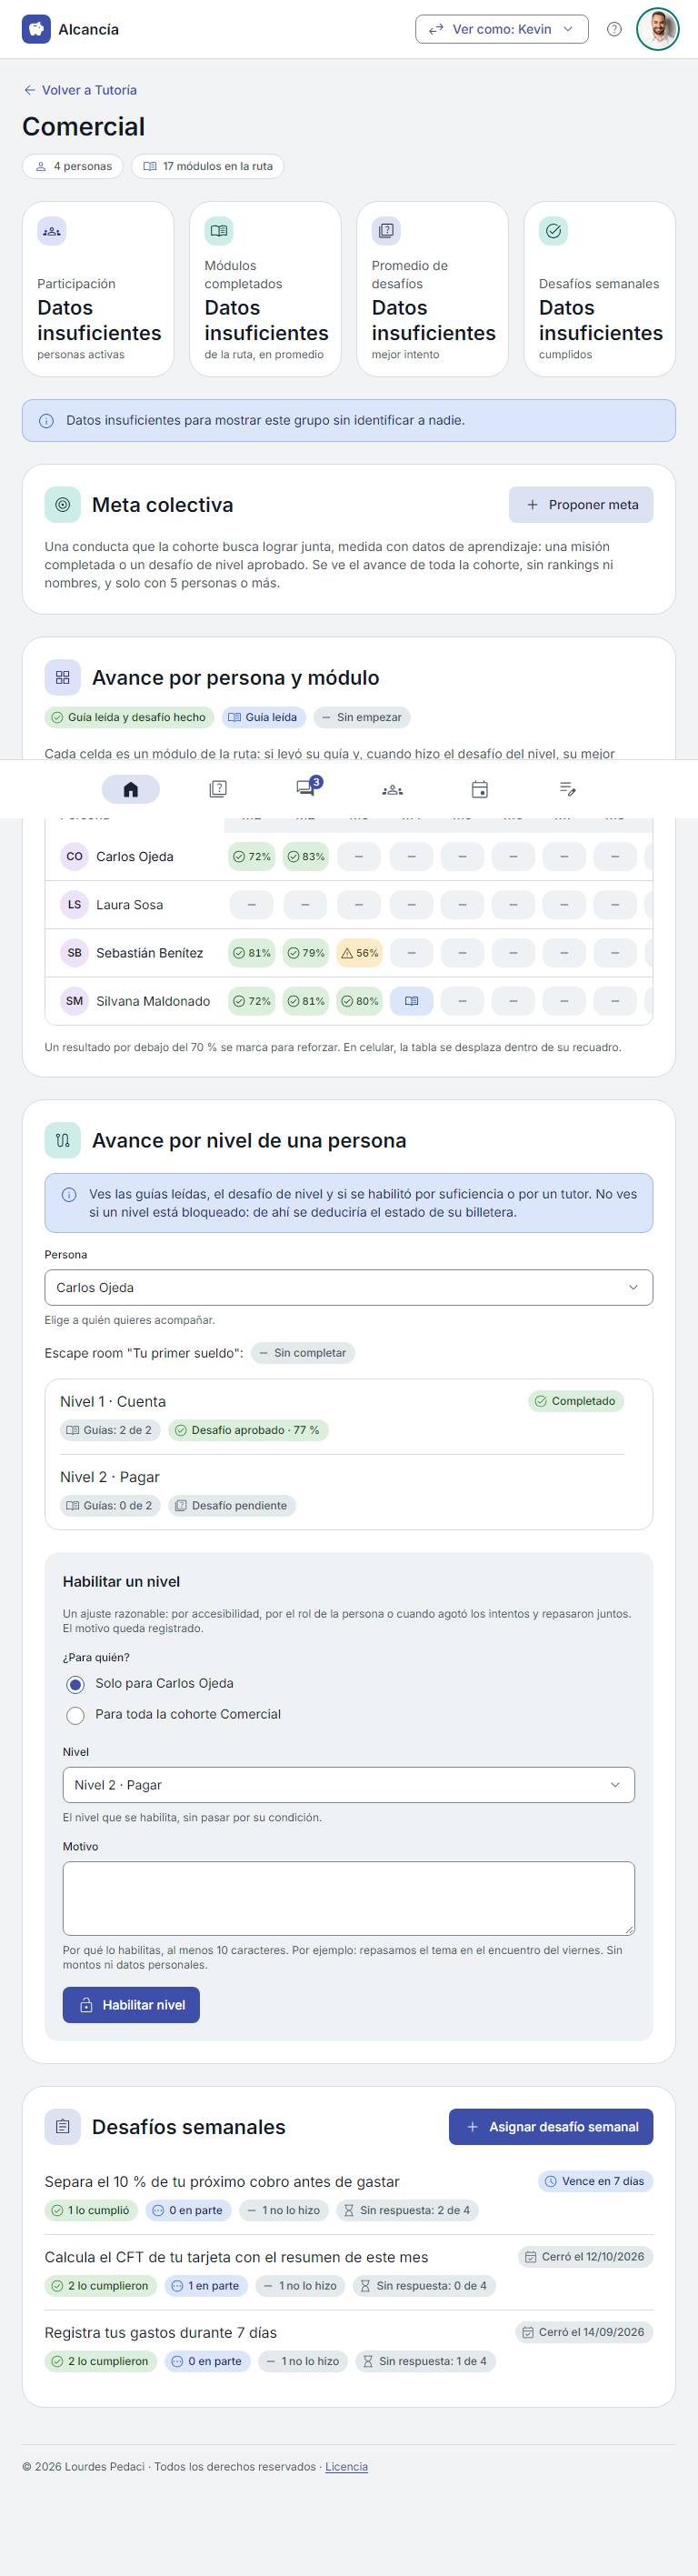 Alcancía
Ver como: Kevin
Volver a Tutoría
Comercial
4 personas
17 módulos en la ruta
Participación
Datos insuficientes
personas activas
Módulos completados
Datos insuficientes
de la ruta, en promedio
Promedio de desafíos
Datos insuficientes
mejor intento
Desafíos semanales
Datos insuficientes
cumplidos
Datos insuficientes para mostrar este grupo sin identificar a nadie.
Meta colectiva
+ Proponer meta
Una conducta que la cohorte busca lograr junta, medida con datos de aprendizaje: una misión
completada o un desafío de nivel aprobado. Se ve el avance de toda la cohorte, sin rankings ni
nombres, y solo con 5 personas o más.
Avance por persona y módulo
Guía leída y desafío hecho
Guía leída
— Sin empezar
Cada celda es un módulo de la ruta: si leyó su guía y, cuando hizo el desafío del nivel, su mejor
3
CO Carlos Ojeda 72% 83% — — — — — —
LS Laura Sosa — — — — — — — —
SB Sebastián Benítez 81% 79% 56% — — — — —
SM Silvana Maldonado 72% 81% 80% — — — —
Un resultado por debajo del 70 % se marca para reforzar. En celular, la tabla se desplaza dentro de su recuadro.
Avance por nivel de una persona
Ves las guías leídas, el desafío de nivel y si se habilitó por suficiencia o por un tutor. No ves
si un nivel está bloqueado: de ahí se deduciría el estado de su billetera.
Persona
Carlos Ojeda
Elige a quién quieres acompañar.
Escape room "Tu primer sueldo": — Sin completar
Nivel 1 · Cuenta
Completado
Guías: 2 de 2
Desafío aprobado · 77 %
Nivel 2 · Pagar
Guías: 0 de 2
Desafío pendiente
Habilitar un nivel
Un ajuste razonable: por accesibilidad, por el rol de la persona o cuando agotó los intentos y repasaron juntos.
El motivo queda registrado.
¿Para quién?
Solo para Carlos Ojeda
Para toda la cohorte Comercial
Nivel
Nivel 2 · Pagar
El nivel que se habilita, sin pasar por su condición.
Motivo
Por qué lo habilitas, al menos 10 caracteres. Por ejemplo: repasamos el tema en el encuentro del viernes. Sin
montos ni datos personales.
Habilitar nivel
Desafíos semanales
+ Asignar desafío semanal
Separa el 10 % de tu próximo cobro antes de gastar
Vence en 7 días
1 lo cumplió
0 en parte
— 1 no lo hizo
Sin respuesta: 2 de 4
Calcula el CFT de tu tarjeta con el resumen de este mes
Cerró el 12/10/2026
2 lo cumplieron
1 en parte
— 1 no lo hizo
Sin respuesta: 0 de 4
Registra tus gastos durante 7 días
Cerró el 14/09/2026
2 lo cumplieron
0 en parte
— 1 no lo hizo
Sin respuesta: 1 de 4
© 2026 Lourdes Pedaci · Todos los derechos reservados · Licencia